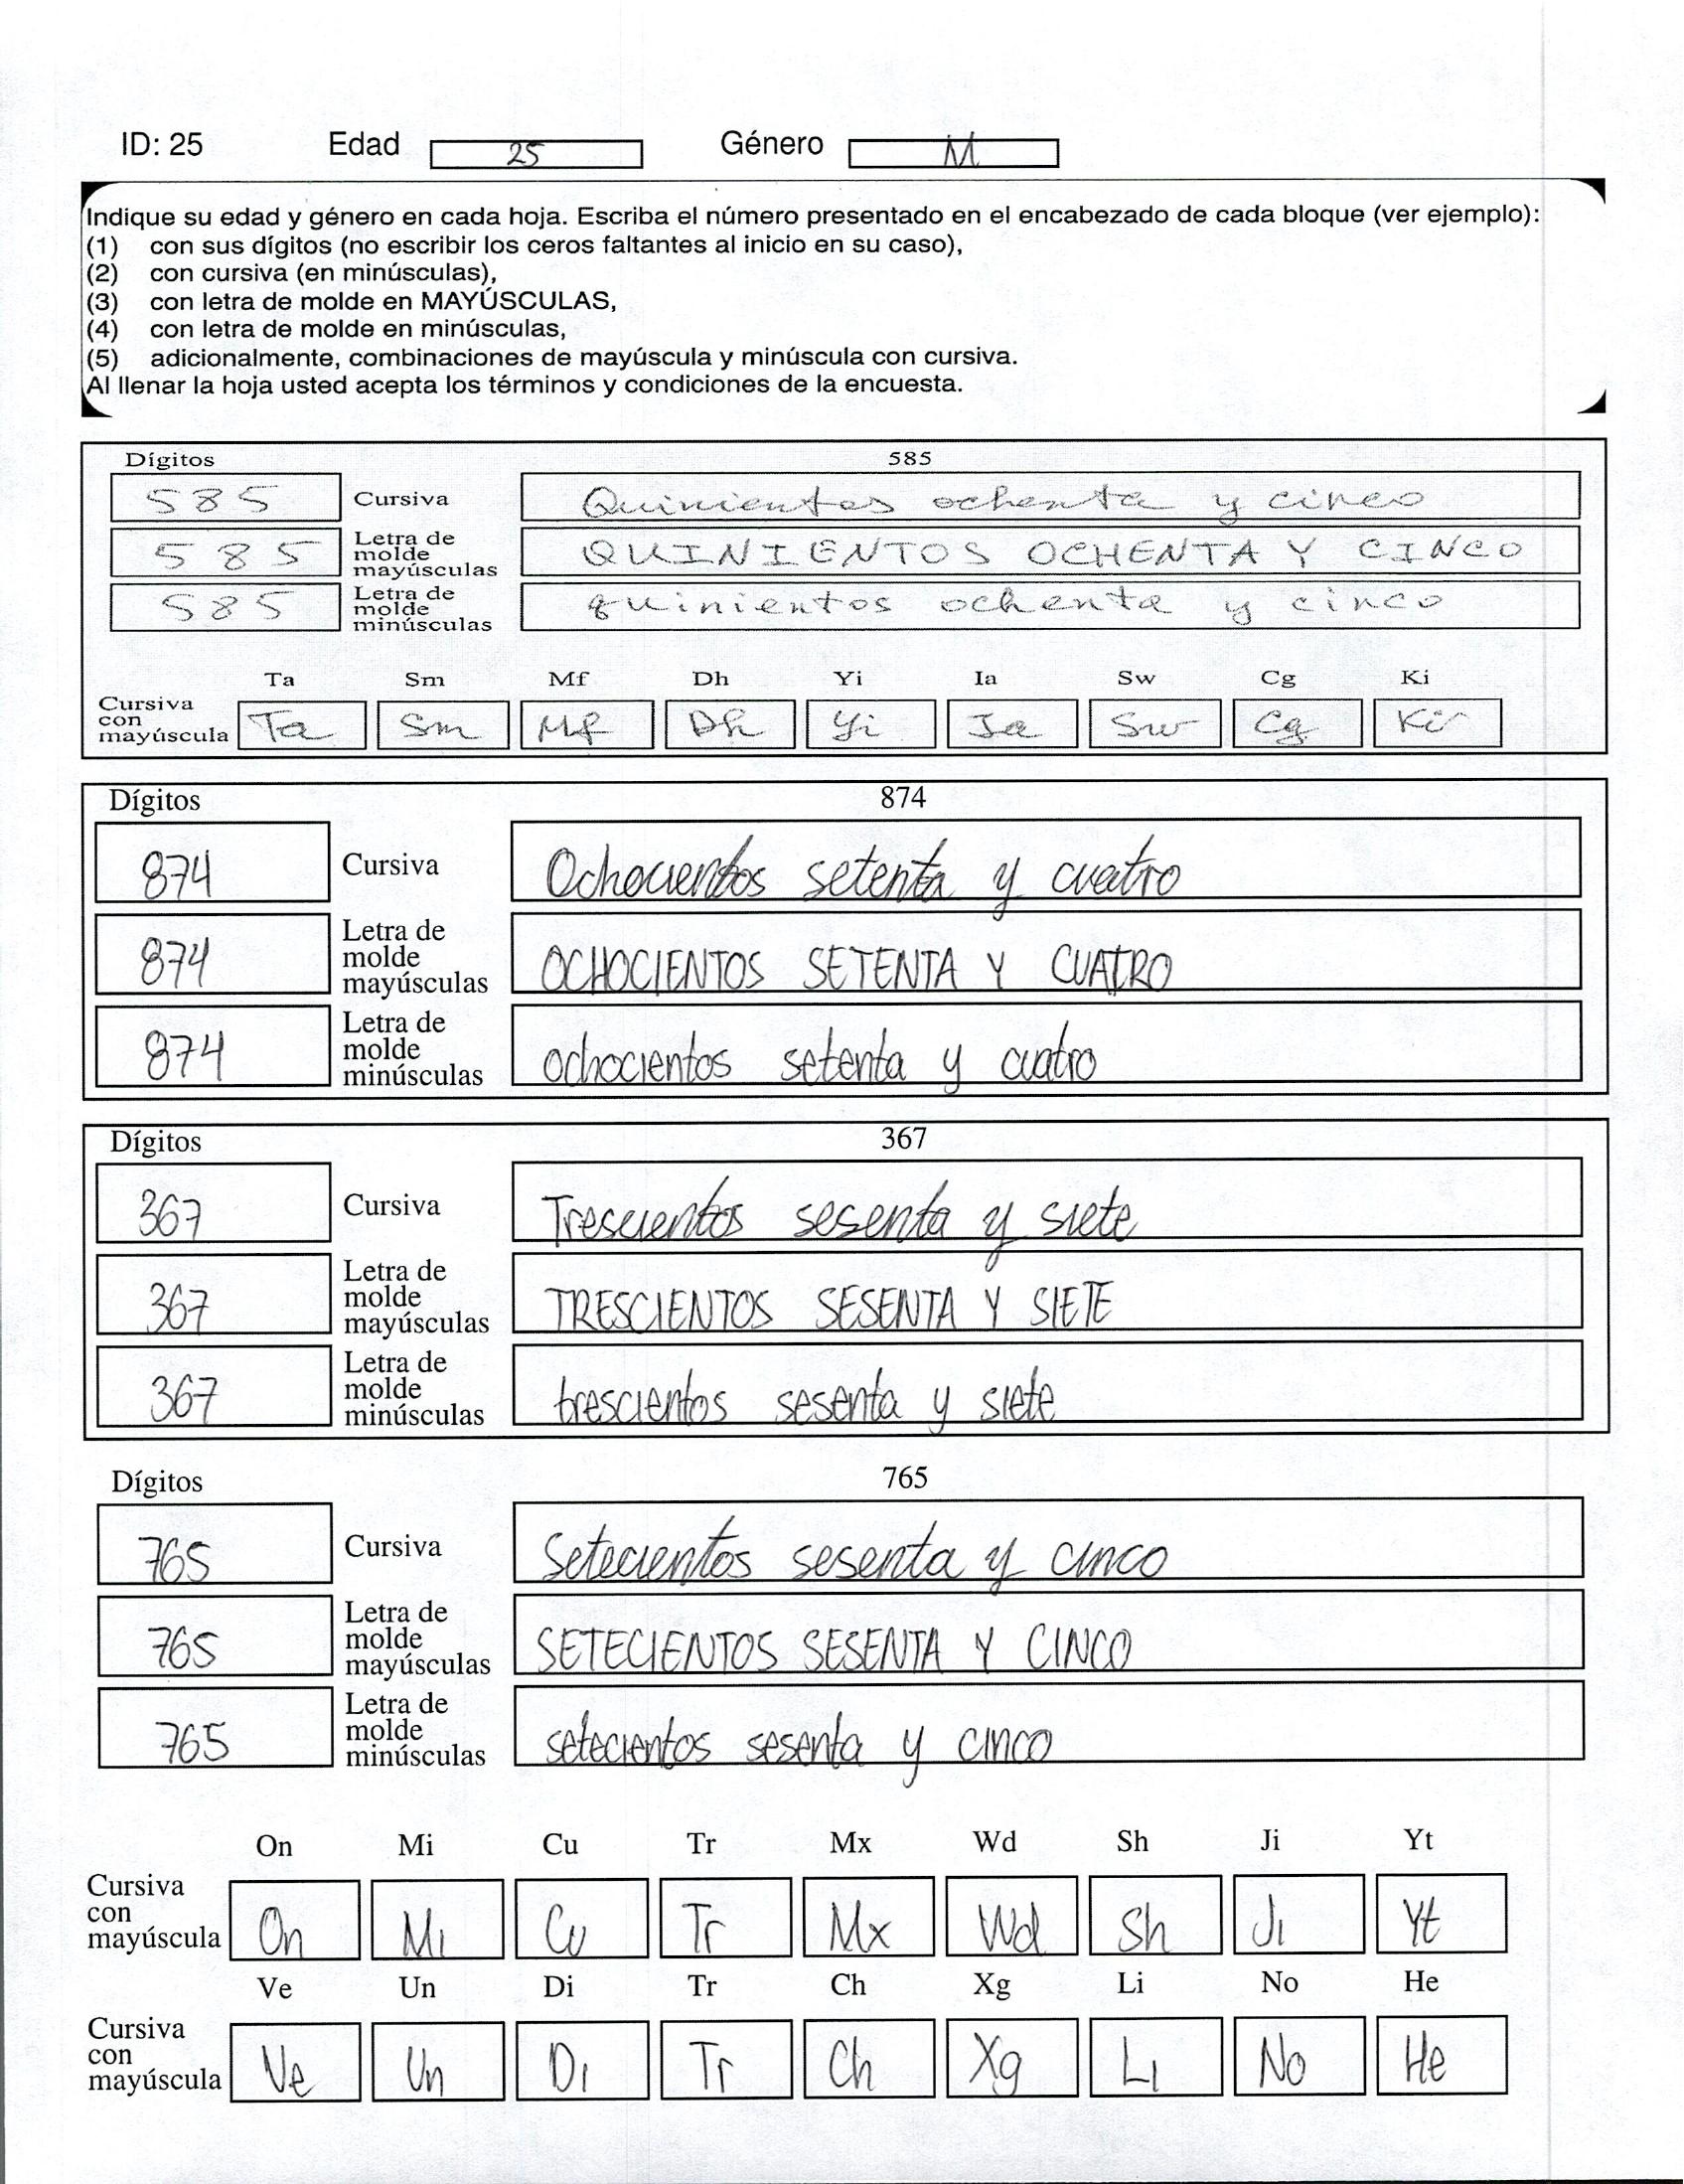 ID: 25 Edad 25 Género M
Indique su edad y género en cada hoja. Escriba el número presentado en el encabezado de cada bloque (ver ejemplo):
(1) con sus dígitos (no escribir los ceros faltantes al inicio en su caso),
(2) con cursiva (en minúsculas),
(3) con letra de molde en MAYÚSCULAS,
(4) con letra de molde en minúsculas,
(5) adicionalmente, combinaciones de mayúscula y minúscula con cursiva.
Al llenar la hoja usted acepta los términos y condiciones de la encuesta.
Dígitos 585
585 Cursiva Quinientos ochenta y cinco
585 Letra de molde mayúsculas QUINIENTOS OCHENTA Y CINCO
585 Letra de molde minúsculas quinientos ochenta y cinco
Ta Sm Mf Dh Yi Ia Sw Cg Ki
Cursiva con mayúscula Ta Sm Mf Dh Yi Ia Sw Cg Ki
Dígitos 874
874 Cursiva Ochocientos setenta y cuatro
874 Letra de molde mayúsculas OCHOCIENTOS SETENTA Y CUATRO
874 Letra de molde minúsculas ochocientos setenta y cuatro
Dígitos 367
367 Cursiva Trescientos sesenta y siete
367 Letra de molde mayúsculas TRESCIENTOS SESENTA Y SIETE
367 Letra de molde minúsculas trescientos sesenta y siete
Dígitos 765
765 Cursiva Setecientos sesenta y cinco
765 Letra de molde mayúsculas SETECIENTOS SESENTA Y CINCO
765 Letra de molde minúsculas setecientos sesenta y cinco
On Mi Cu Tr Mx Wd Sh Ji Yt
Cursiva con mayúscula On Mi Cu Tr Mx Wd Sh Ji Yt
Ve Un Di Tr Ch Xg Li No He
Cursiva con mayúscula Ve Un Di Tr Ch Xg Li No He